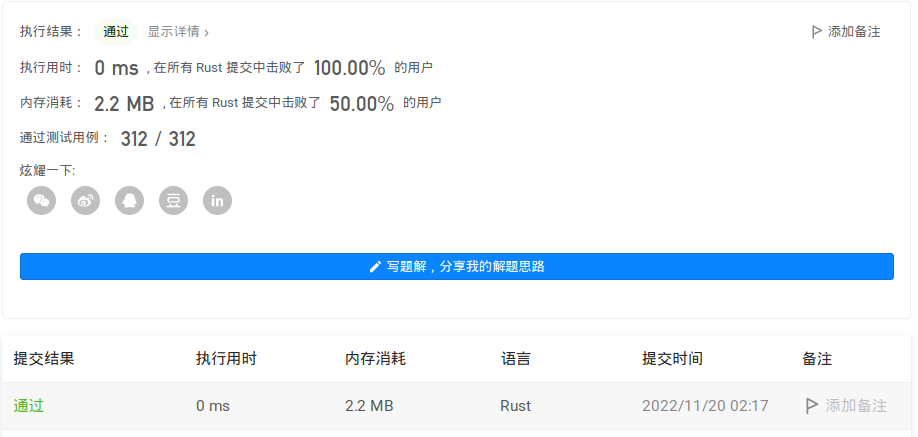 执行结果： 通过 显示详情 › 添加备注
执行用时： 0 ms , 在所有 Rust 提交中击败了 100.00% 的用户
内存消耗： 2.2 MB , 在所有 Rust 提交中击败了 50.00% 的用户
通过测试用例： 312 / 312
炫耀一下:
豆 in
写题解，分享我的解题思路
提交结果 执行用时 内存消耗 语言 提交时间 备注
通过 0 ms 2.2 MB Rust 2022/11/20 02:17 添加备注